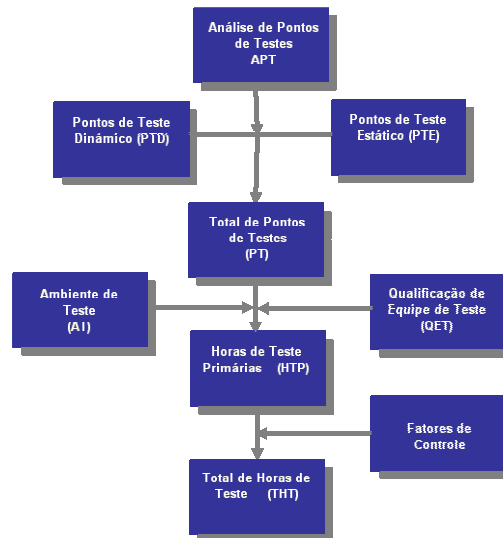 Análise de Pontos
de Testes
APT
Pontos de Teste
Dinámico (PTD)
Pontos de Teste
Estático (PTE)
Total de Pontos
de Testes
(PT)
Ambiente de
Teste
(AI)
Qualificação de
Equipe de Teste
(QET)
Horas de Teste
Primárias (HTP)
Fatores de
Controle
Total de Horas de
Teste (THT)